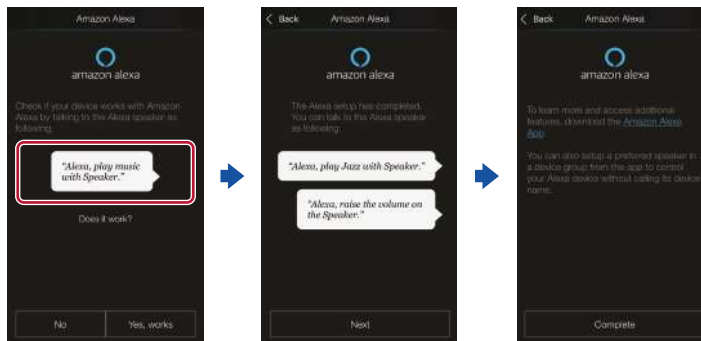 Amazon Alexa
amazon alexa
Check if your device works with Amazon
Alexa by talking to the Alexa speaker as
following:
"Alexa, play music
with Speaker."
Does it work?
No
Yes, works
Back
Amazon Alexa
amazon alexa
The Alexa setup has completed.
You can talk to the Alexa speaker
as following:
"Alexa, play Jazz with Speaker."
"Alexa, raise the volume on
the Speaker."
Next
Back
Amazon Alexa
amazon alexa
To learn more and access additional
features, download the Amazon Alexa
App.
You can also setup a preferred speaker in
a device group from the app to control
your Alexa device without calling its device
name.
Complete